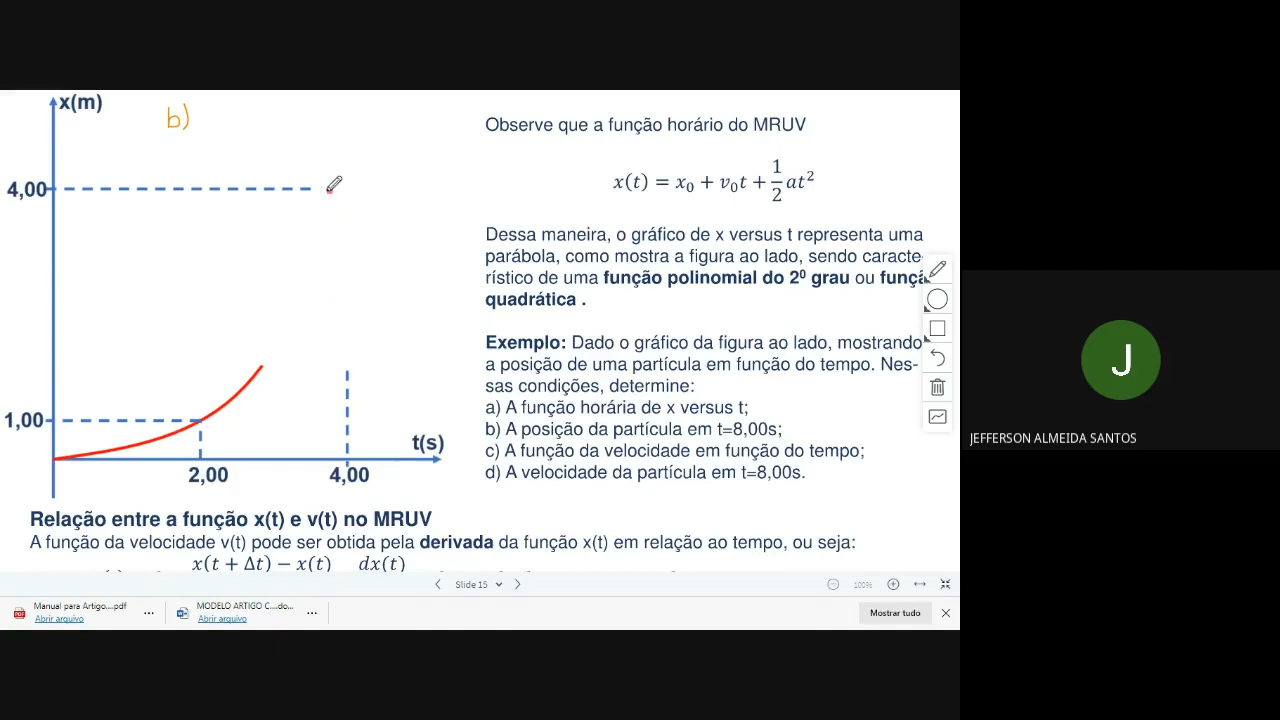 x(m)
b)
4,00
1,00
t(s)
2,00
4,00
Observe que a função horário do MRUV
x(t) = x₀ + v₀t + 1/2 at²
Dessa maneira, o gráfico de x versus t representa uma
parábola, como mostra a figura ao lado, sendo caracte-
rístico de uma função polinomial do 2⁰ grau ou funçã
quadrática .
Exemplo: Dado o gráfico da figura ao lado, mostrando
a posição de uma partícula em função do tempo. Nes-
sas condições, determine:
a) A função horária de x versus t;
b) A posição da partícula em t=8,00s;
c) A função da velocidade em função do tempo;
d) A velocidade da partícula em t=8,00s.
Relação entre a função x(t) e v(t) no MRUV
A função da velocidade v(t) pode ser obtida pela derivada da função x(t) em relação ao tempo, ou seja:
x(t + Δt) − x(t) dx(t)
Slide 15
100%
Manual para Artigo....pdf
Abrir arquivo
MODELO ARTIGO C....do...
Abrir arquivo
Mostrar tudo
J
JEFFERSON ALMEIDA SANTOS